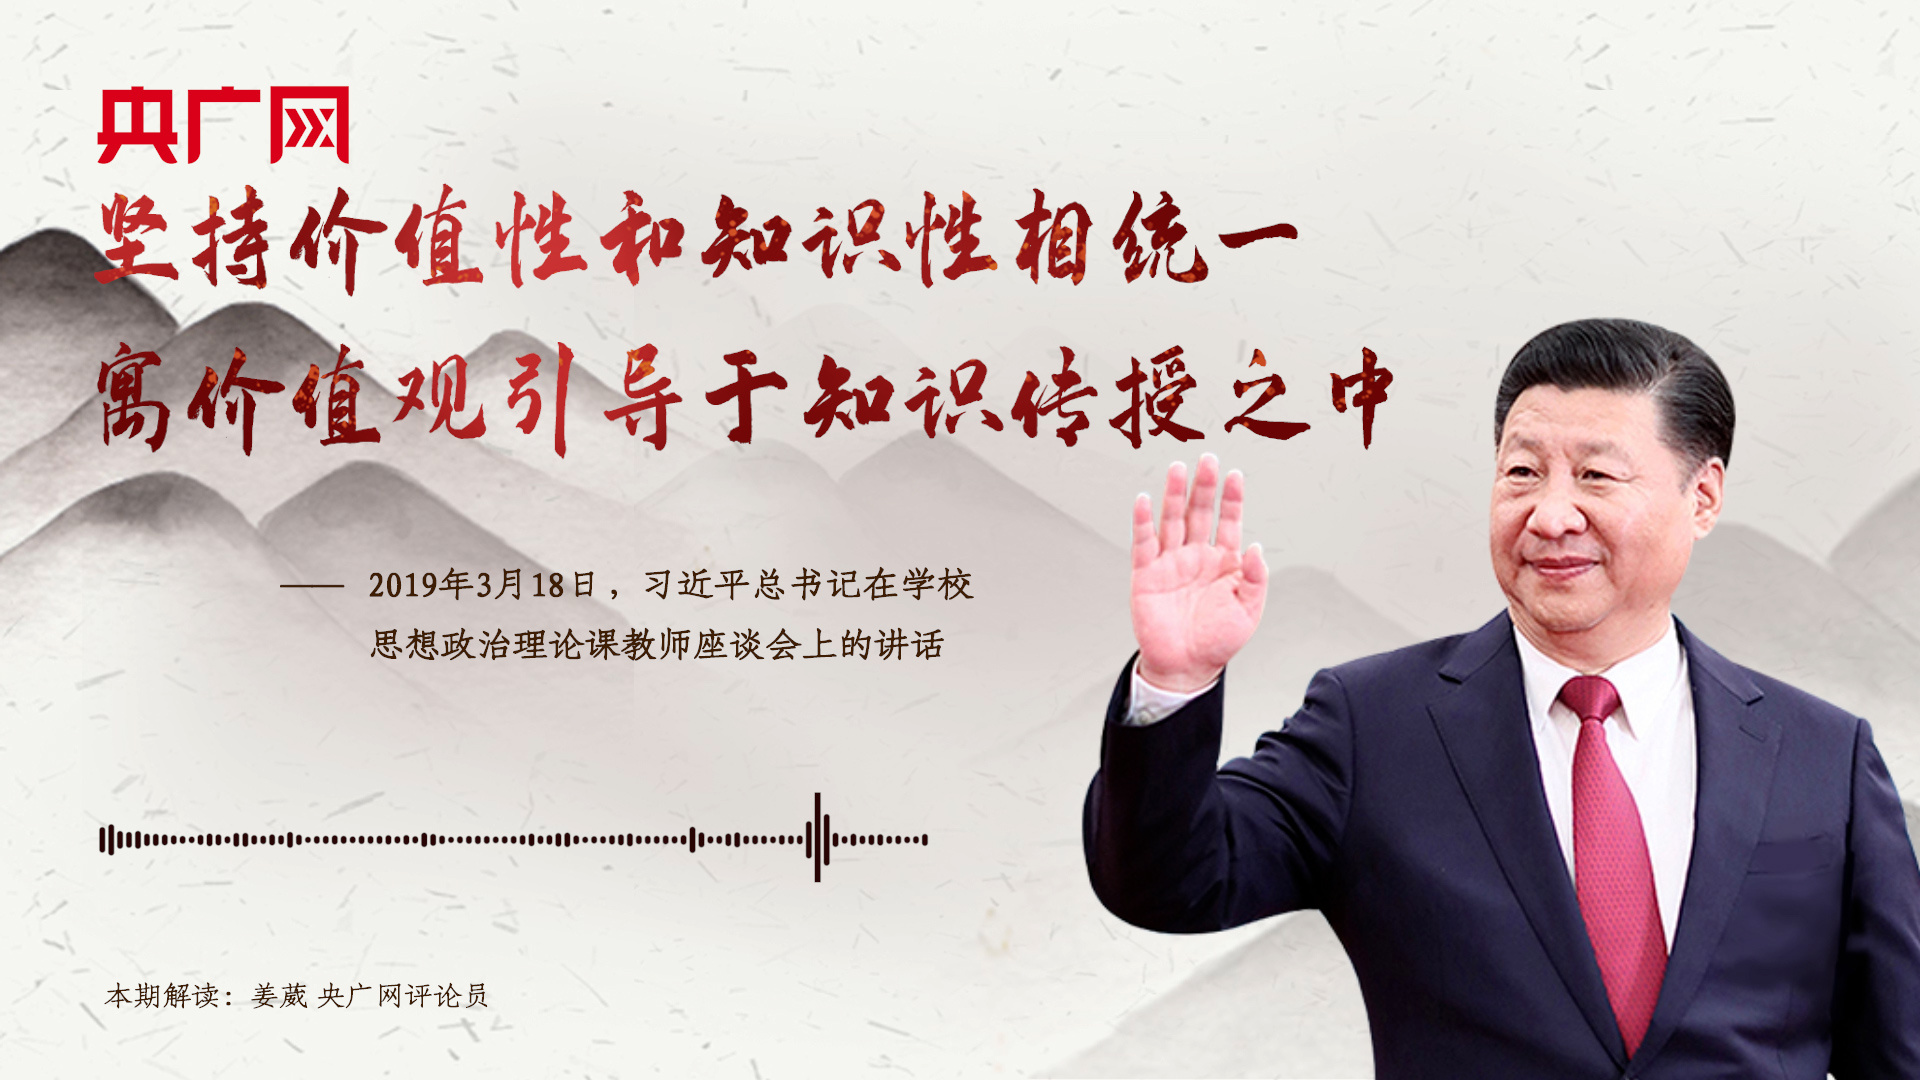 央广网
坚持价值性和知识性相统一
寓价值观引导于知识传授之中
—— 2019年3月18日，习近平总书记在学校
思想政治理论课教师座谈会上的讲话
本期解读：姜葳 央广网评论员